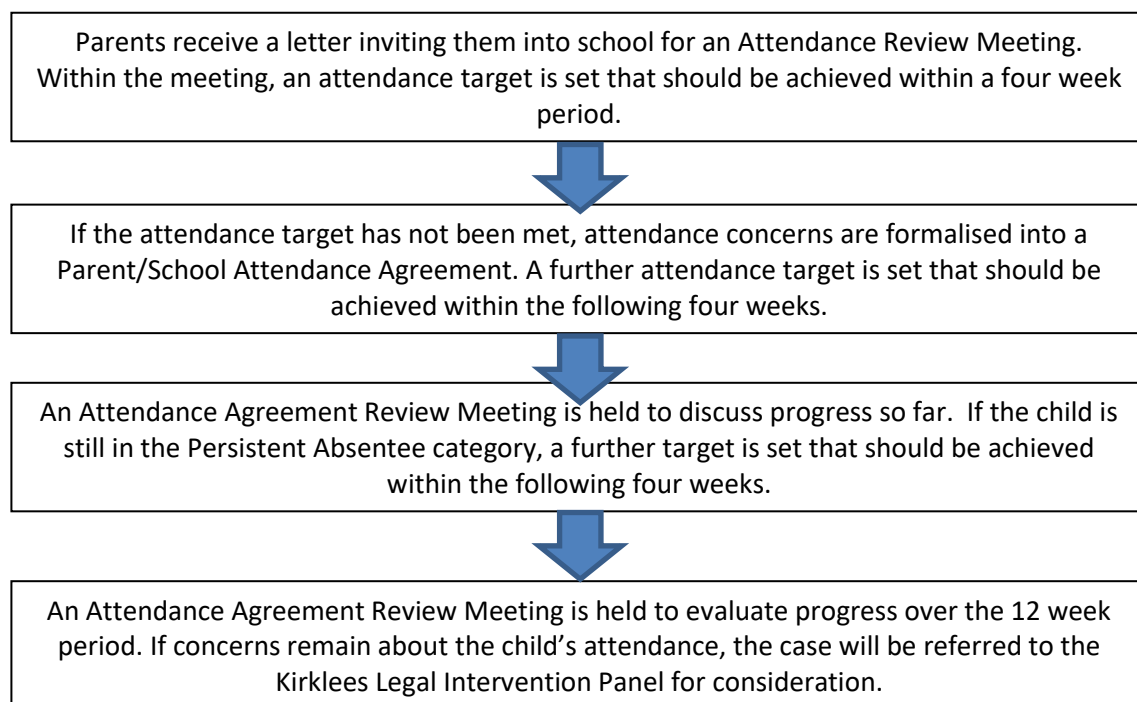 Parents receive a letter inviting them into school for an Attendance Review Meeting.
Within the meeting, an attendance target is set that should be achieved within a four week
period.
If the attendance target has not been met, attendance concerns are formalised into a
Parent/School Attendance Agreement. A further attendance target is set that should be
achieved within the following four weeks.
An Attendance Agreement Review Meeting is held to discuss progress so far.  If the child is
still in the Persistent Absentee category, a further target is set that should be achieved
within the following four weeks.
An Attendance Agreement Review Meeting is held to evaluate progress over the 12 week
period. If concerns remain about the child’s attendance, the case will be referred to the
Kirklees Legal Intervention Panel for consideration.